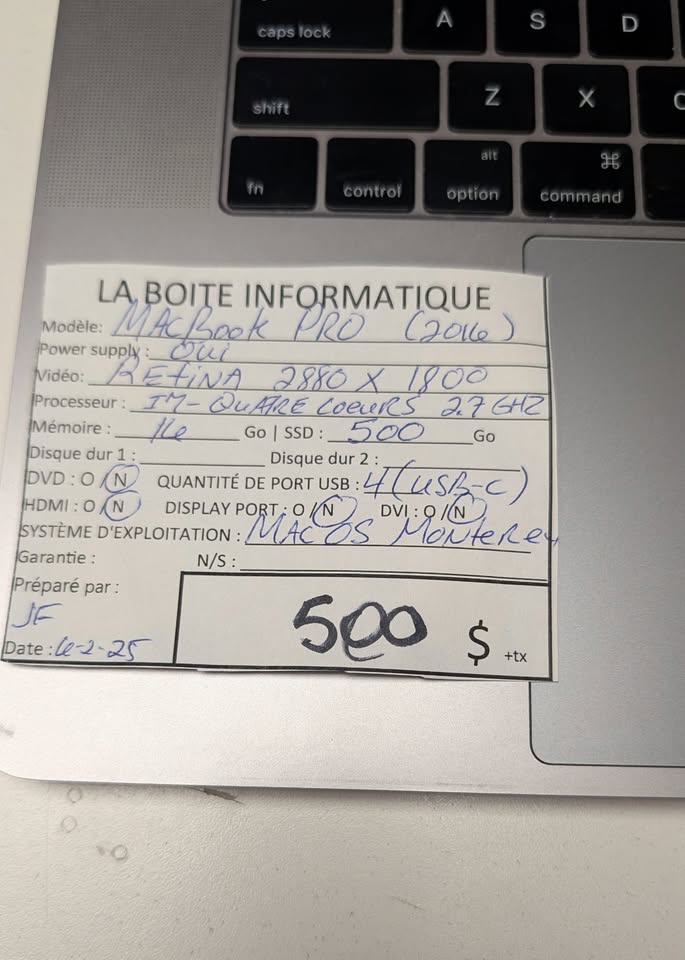 caps lock
A
S
D
shift
Z
X
C
alt
⌘
fn
control
option
command
LA BOITE INFORMATIQUE
Modèle: MACBook PRO (2016)
Power supply : OUI
Vidéo: RETINA 2880 X 1800
Processeur : I7 - QUATRE COEURS 2.7 GHZ
Mémoire : 16 Go | SSD : 500 Go
Disque dur 1 : Disque dur 2 :
DVD : O / N QUANTITÉ DE PORT USB : 4 (USB-C)
HDMI : O / N DISPLAY PORT : O / N DVI : O / N
SYSTÈME D'EXPLOITATION : MAC OS Monterey
Garantie : N/S :
Préparé par :
JF
Date : 6-2-25
500 $ +tx